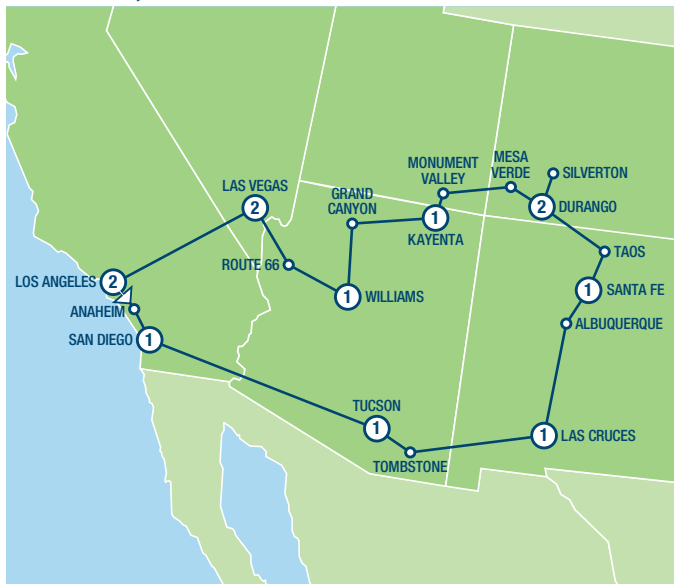 MONUMENT
VALLEY
MESA
VERDE
SILVERTON
LAS VEGAS
2
GRAND
CANYON
1
KAYENTA
2
DURANGO
TAOS
ROUTE 66
LOS ANGELES
2
1
WILLIAMS
1
SANTA FE
ANAHEIM
ALBUQUERQUE
SAN DIEGO
1
TUCSON
1
1
LAS CRUCES
TOMBSTONE